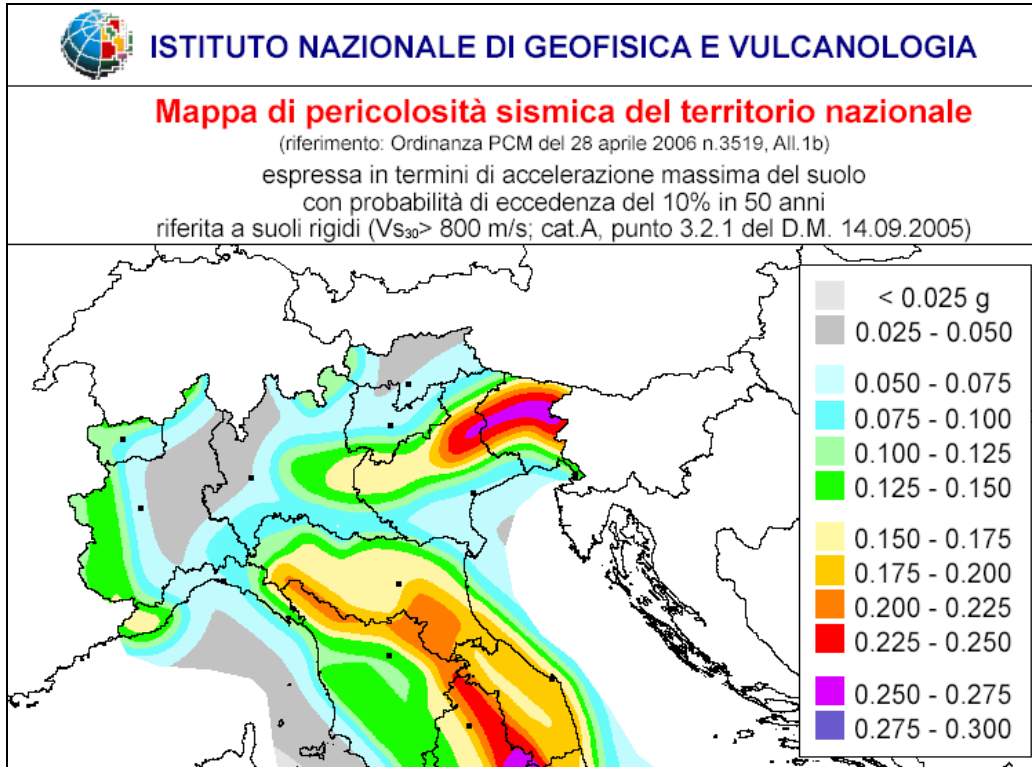 ISTITUTO NAZIONALE DI GEOFISICA E VULCANOLOGIA
Mappa di pericolosità sismica del territorio nazionale
(riferimento: Ordinanza PCM del 28 aprile 2006 n.3519, All.1b)
espressa in termini di accelerazione massima del suolo
con probabilità di eccedenza del 10% in 50 anni
riferita a suoli rigidi (Vs₃₀> 800 m/s; cat.A, punto 3.2.1 del D.M. 14.09.2005)
< 0.025 g
0.025 - 0.050
0.050 - 0.075
0.075 - 0.100
0.100 - 0.125
0.125 - 0.150
0.150 - 0.175
0.175 - 0.200
0.200 - 0.225
0.225 - 0.250
0.250 - 0.275
0.275 - 0.300